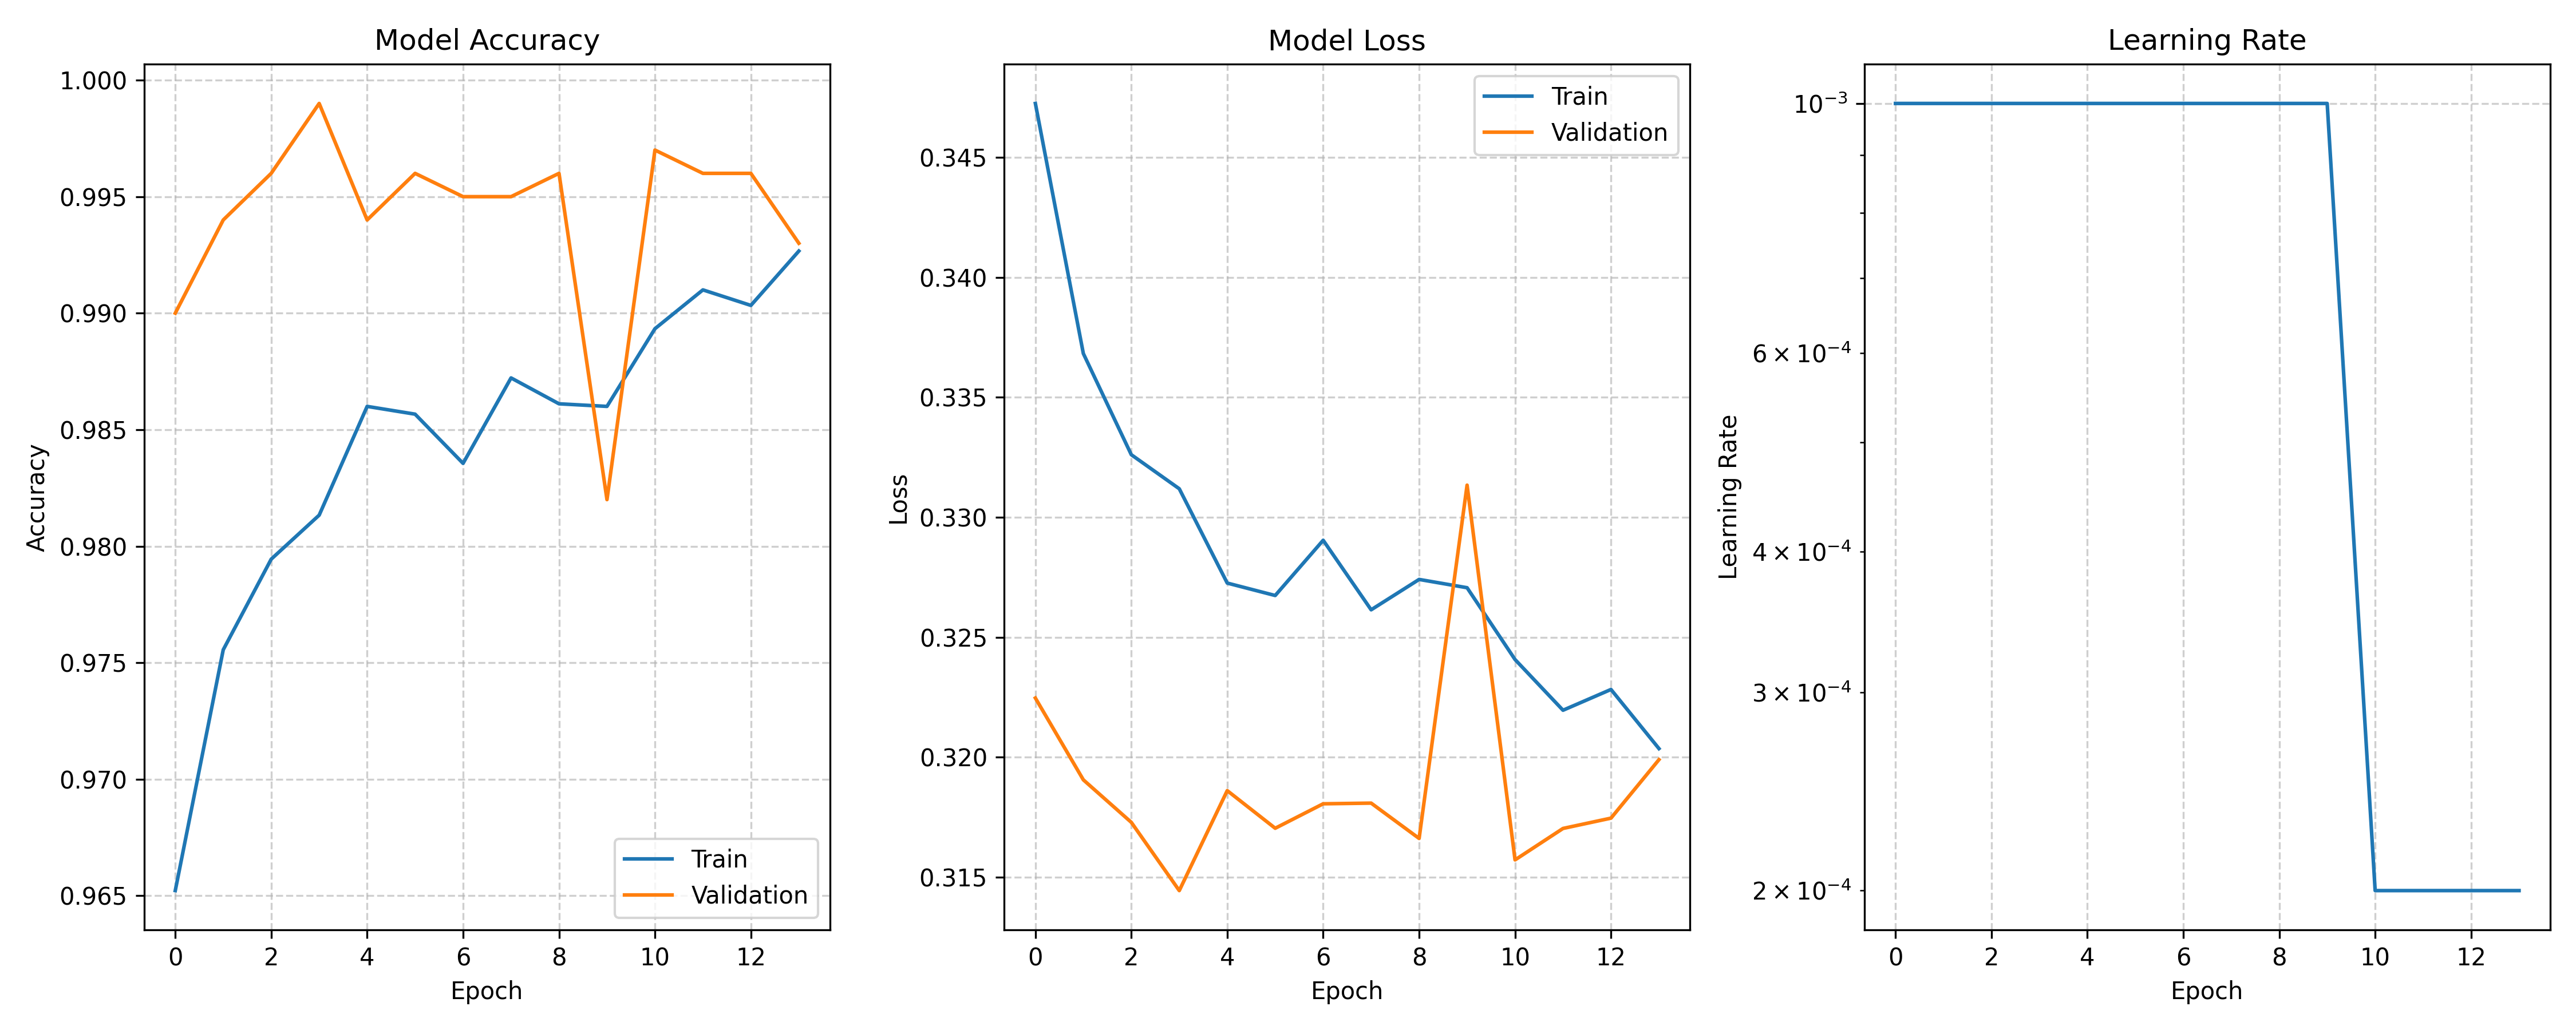 Model Accuracy
1.000
0.995
0.990
0.985
0.980
0.975
0.970
0.965
Accuracy
0 2 4 6 8 10 12
Epoch
Train
Validation
Model Loss
0.345
0.340
0.335
0.330
0.325
0.320
0.315
Loss
0 2 4 6 8 10 12
Epoch
Train
Validation
Learning Rate
10⁻³
6 × 10⁻⁴
4 × 10⁻⁴
3 × 10⁻⁴
2 × 10⁻⁴
Learning Rate
0 2 4 6 8 10 12
Epoch